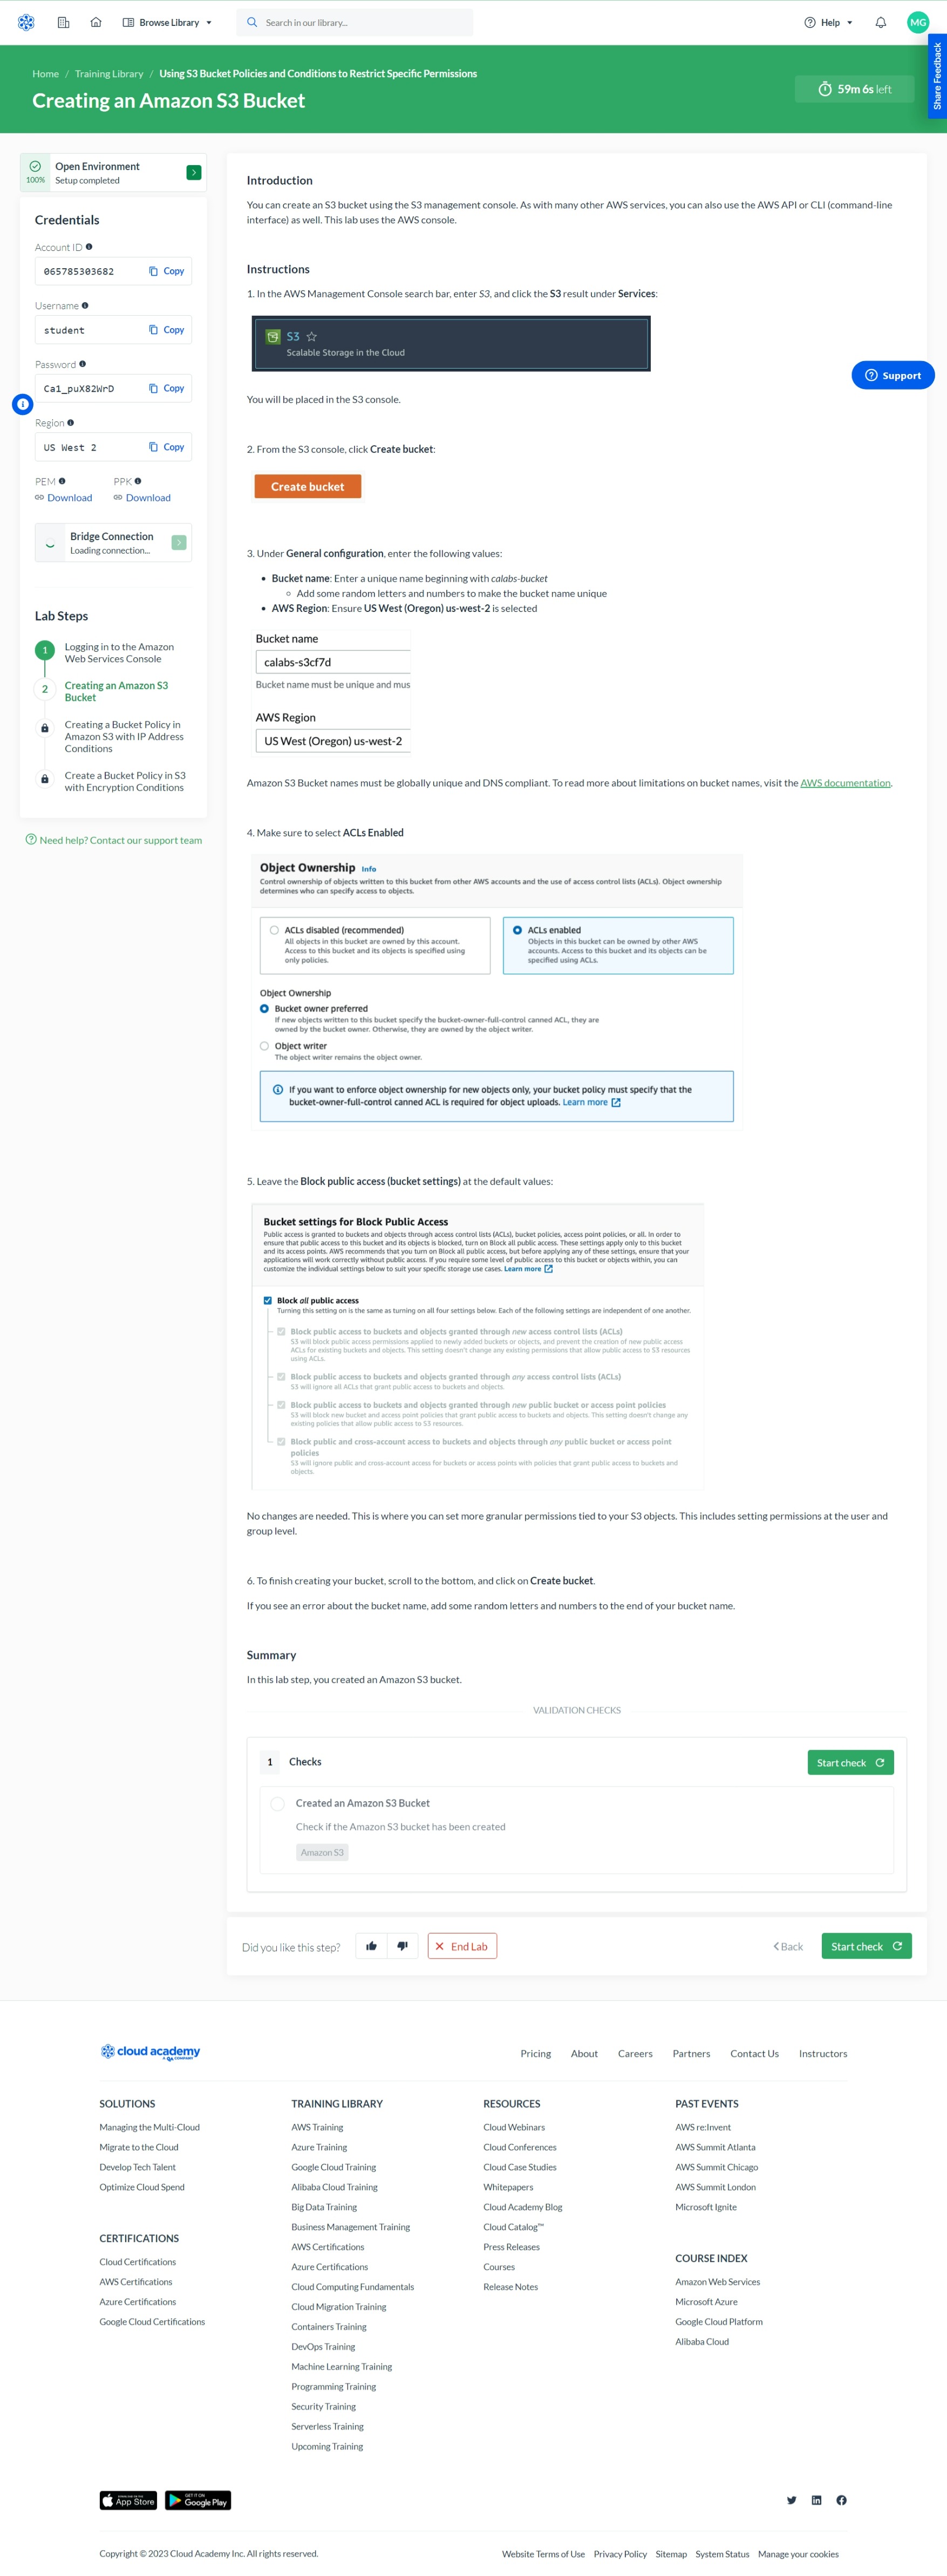 Browse Library
Search in our library...
Help
MG
Share Feedback
Home / Training Library / Using S3 Bucket Policies and Conditions to Restrict Specific Permissions
Creating an Amazon S3 Bucket
59m 6s left
Open Environment
Setup completed
100%
Credentials
Account ID
065785303682
Copy
Username
student
Copy
Password
Ca1_puX82WrD
Copy
Region
US West 2
Copy
PEM
PPK
Download
Download
Bridge Connection
Loading connection...
Lab Steps
1
Logging in to the Amazon
Web Services Console
2
Creating an Amazon S3
Bucket
Creating a Bucket Policy in
Amazon S3 with IP Address
Conditions
Create a Bucket Policy in S3
with Encryption Conditions
Need help? Contact our support team
Introduction
You can create an S3 bucket using the S3 management console. As with many other AWS services, you can also use the AWS API or CLI (command-line
interface) as well. This lab uses the AWS console.
Instructions
1. In the AWS Management Console search bar, enter S3, and click the S3 result under Services:
S3
Scalable Storage in the Cloud
Support
You will be placed in the S3 console.
2. From the S3 console, click Create bucket:
Create bucket
3. Under General configuration, enter the following values:
• Bucket name: Enter a unique name beginning with calabs-bucket
◦ Add some random letters and numbers to make the bucket name unique
• AWS Region: Ensure US West (Oregon) us-west-2 is selected
Bucket name
calabs-s3cf7d
Bucket name must be unique and mus
AWS Region
US West (Oregon) us-west-2
Amazon S3 Bucket names must be globally unique and DNS compliant. To read more about limitations on bucket names, visit the AWS documentation.
4. Make sure to select ACLs Enabled
Object Ownership Info
Control ownership of objects written to this bucket from other AWS accounts and the use of access control lists (ACLs). Object ownership
determines who can specify access to objects.
ACLs disabled (recommended)
All objects in this bucket are owned by this account.
Access to this bucket and its objects is specified using
only policies.
ACLs enabled
Objects in this bucket can be owned by other AWS
accounts. Access to this bucket and its objects can be
specified using ACLs.
Object Ownership
Bucket owner preferred
If new objects written to this bucket specify the bucket-owner-full-control canned ACL, they are
owned by the bucket owner. Otherwise, they are owned by the object writer.
Object writer
The object writer remains the object owner.
If you want to enforce object ownership for new objects only, your bucket policy must specify that the
bucket-owner-full-control canned ACL is required for object uploads. Learn more
5. Leave the Block public access (bucket settings) at the default values:
Bucket settings for Block Public Access
Public access is granted to buckets and objects through access control lists (ACLs), bucket policies, access point policies, or all. In order to
ensure that public access to this bucket and its objects is blocked, turn on Block all public access. These settings apply only to this bucket
and its access points. AWS recommends that you turn on Block all public access, but before applying any of these settings, ensure that your
applications will work correctly without public access. If you require some level of public access to this bucket or objects within, you can
customize the individual settings below to suit your specific storage use cases. Learn more
Block all public access
Turning this setting on is the same as turning on all four settings below. Each of the following settings are independent of one another.
Block public access to buckets and objects granted through new access control lists (ACLs)
S3 will block public access permissions applied to newly added buckets or objects, and prevent the creation of new public access
ACLs for existing buckets and objects. This setting doesn't change any existing permissions that allow public access to S3 resources
using ACLs.
Block public access to buckets and objects granted through any access control lists (ACLs)
S3 will ignore all ACLs that grant public access to buckets and objects.
Block public access to buckets and objects granted through new public bucket or access point policies
S3 will block new bucket and access point policies that grant public access to buckets and objects. This setting doesn't change any
existing policies that allow public access to S3 resources.
Block public and cross-account access to buckets and objects through any public bucket or access point
policies
S3 will ignore public and cross-account access for buckets or access points with policies that grant public access to buckets and
objects.
No changes are needed. This is where you can set more granular permissions tied to your S3 objects. This includes setting permissions at the user and
group level.
6. To finish creating your bucket, scroll to the bottom, and click on Create bucket.
If you see an error about the bucket name, add some random letters and numbers to the end of your bucket name.
Summary
In this lab step, you created an Amazon S3 bucket.
VALIDATION CHECKS
1
Checks
Start check
Created an Amazon S3 Bucket
Check if the Amazon S3 bucket has been created
Amazon S3
Did you like this step?
End Lab
Back
Start check
cloud academy
A QA COMPANY
Pricing
About
Careers
Partners
Contact Us
Instructors
SOLUTIONS
Managing the Multi-Cloud
Migrate to the Cloud
Develop Tech Talent
Optimize Cloud Spend
CERTIFICATIONS
Cloud Certifications
AWS Certifications
Azure Certifications
Google Cloud Certifications
TRAINING LIBRARY
AWS Training
Azure Training
Google Cloud Training
Alibaba Cloud Training
Big Data Training
Business Management Training
AWS Certifications
Azure Certifications
Cloud Computing Fundamentals
Cloud Migration Training
Containers Training
DevOps Training
Machine Learning Training
Programming Training
Security Training
Serverless Training
Upcoming Training
RESOURCES
Cloud Webinars
Cloud Conferences
Cloud Case Studies
Whitepapers
Cloud Academy Blog
Cloud Catalog™
Press Releases
Courses
Release Notes
PAST EVENTS
AWS re:Invent
AWS Summit Atlanta
AWS Summit Chicago
AWS Summit London
Microsoft Ignite
COURSE INDEX
Amazon Web Services
Microsoft Azure
Google Cloud Platform
Alibaba Cloud
App Store
GET IT ON
Google Play
Copyright © 2023 Cloud Academy Inc. All rights reserved.
Website Terms of Use
Privacy Policy
Sitemap
System Status
Manage your cookies